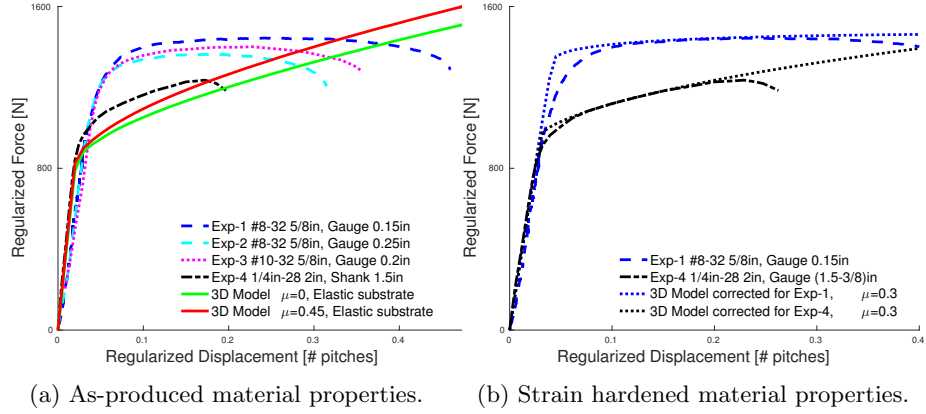 1600
800
0
Regularized Force [N]
Exp-1 #8-32 5/8in, Gauge 0.15in
Exp-2 #8-32 5/8in, Gauge 0.25in
Exp-3 #10-32 5/8in, Gauge 0.2in
Exp-4 1/4in-28 2in, Shank 1.5in
3D Model μ=0, Elastic substrate
3D Model μ=0.45, Elastic substrate
0 0.1 0.2 0.3 0.4
Regularized Displacement [# pitches]
(a) As-produced material properties.
1600
800
0
Regularized Force [N]
Exp-1 #8-32 5/8in, Gauge 0.15in
Exp-4 1/4in-28 2in, Gauge (1.5-3/8)in
3D Model corrected for Exp-1, μ=0.3
3D Model corrected for Exp-4, μ=0.3
0 0.1 0.2 0.3 0.4
Regularized Displacement [# pitches]
(b) Strain hardened material properties.